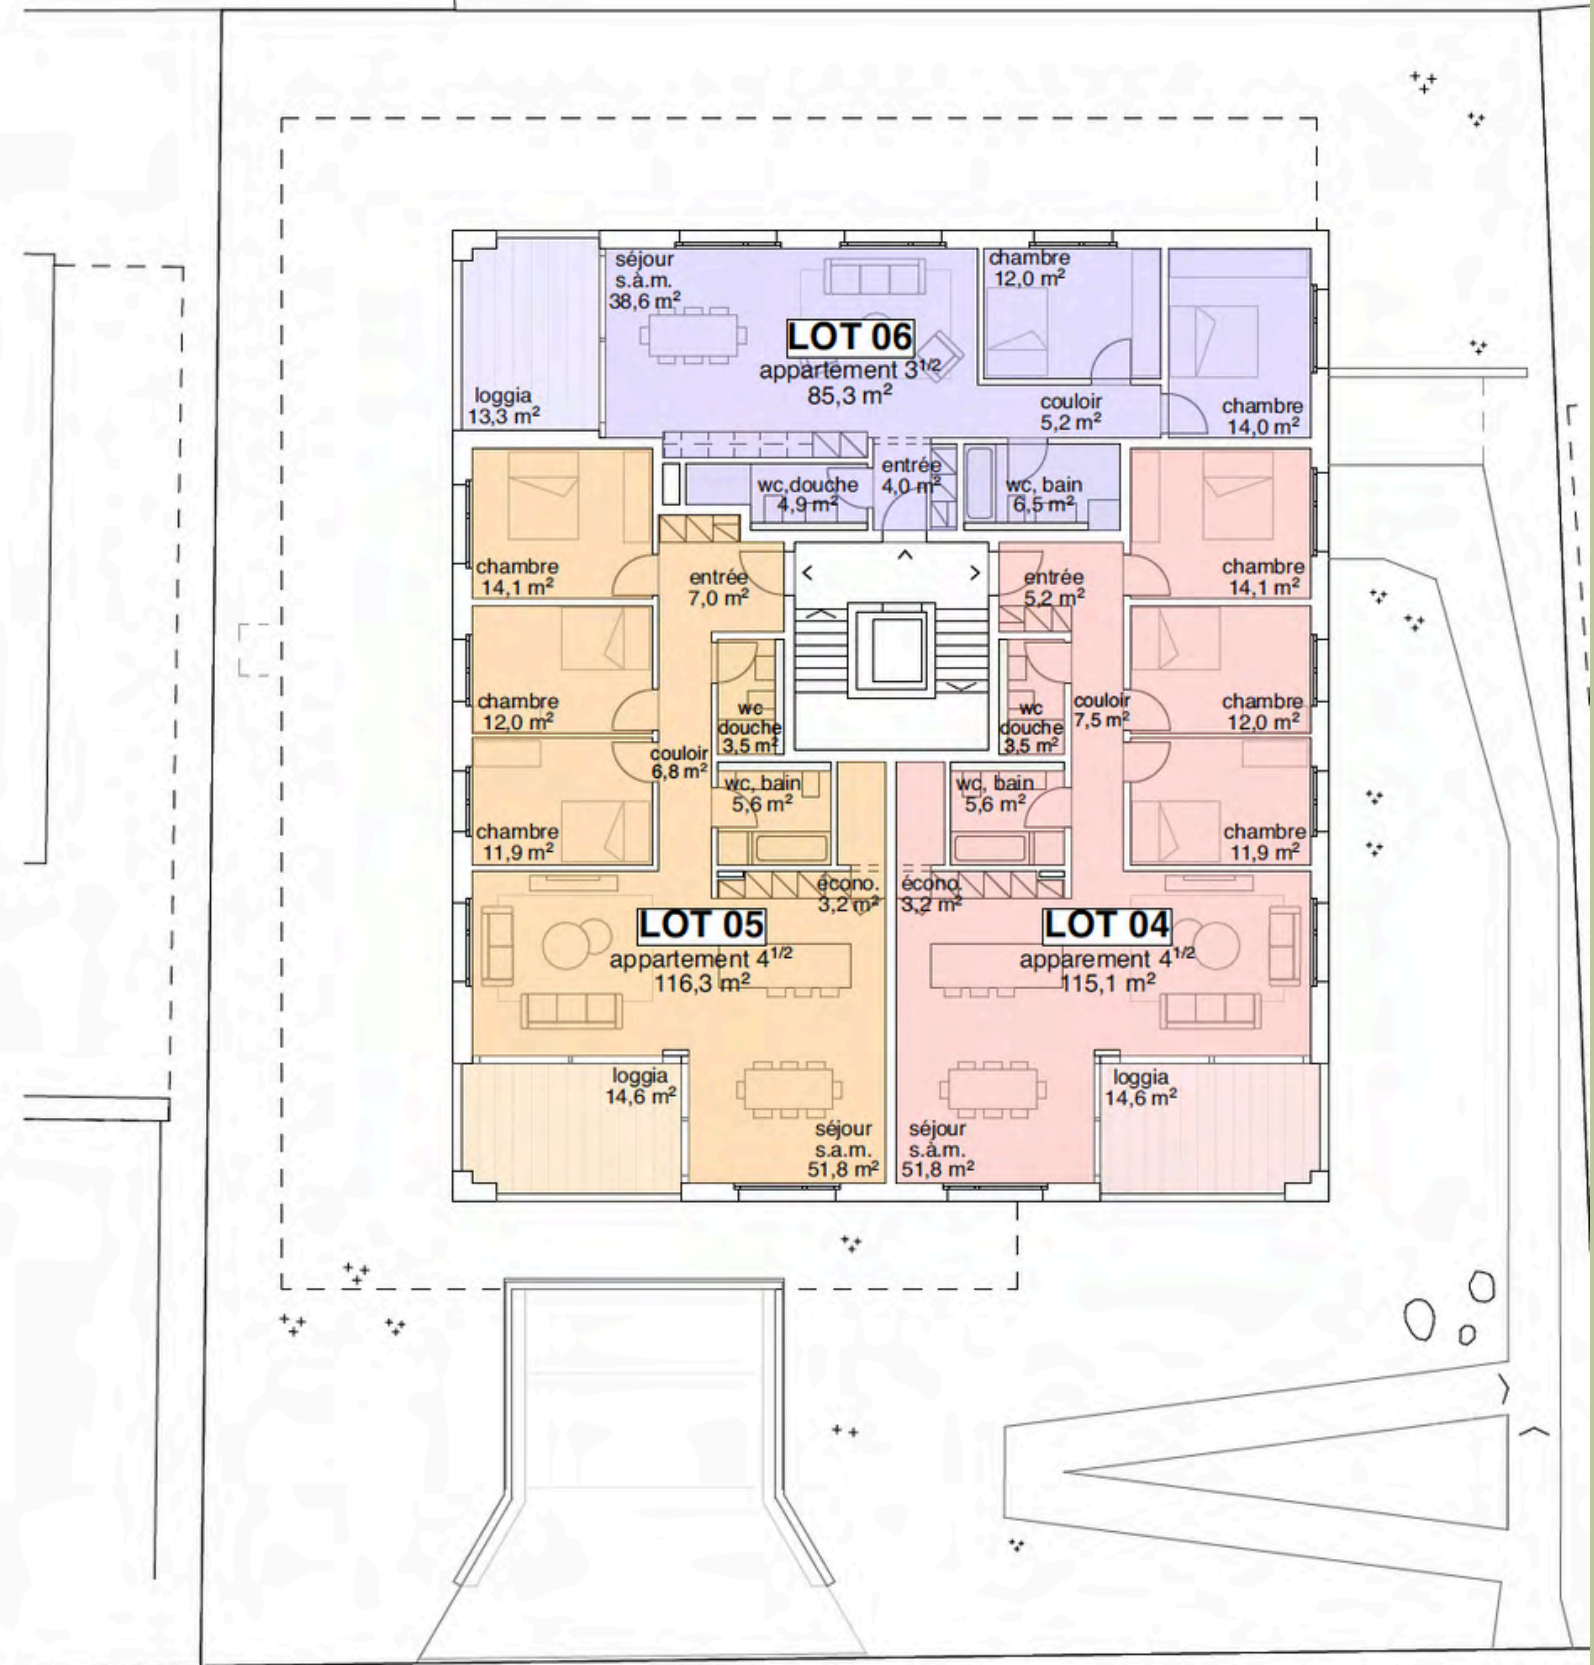 séjour
s.à.m.
38,6 m²
chambre
12,0 m²
LOT 06
appartement 3 1/2
85,3 m²
loggia
13,3 m²
couloir
5,2 m²
chambre
14,0 m²
wc,douche
4,9 m²
entrée
4,0 m²
wc, bain
6,5 m²
chambre
14,1 m²
entrée
7,0 m²
entrée
5,2 m²
chambre
14,1 m²
chambre
12,0 m²
wc
douche
3,5 m²
wc
douche
3,5 m²
couloir
7,5 m²
chambre
12,0 m²
couloir
6,8 m²
wc, bain
5,6 m²
wc, bain
5,6 m²
chambre
11,9 m²
chambre
11,9 m²
écono.
3,2 m²
écono.
3,2 m²
LOT 05
appartement 4 1/2
116,3 m²
LOT 04
apparement 4 1/2
115,1 m²
loggia
14,6 m²
loggia
14,6 m²
séjour
s.a.m.
51,8 m²
séjour
s.à.m.
51,8 m²